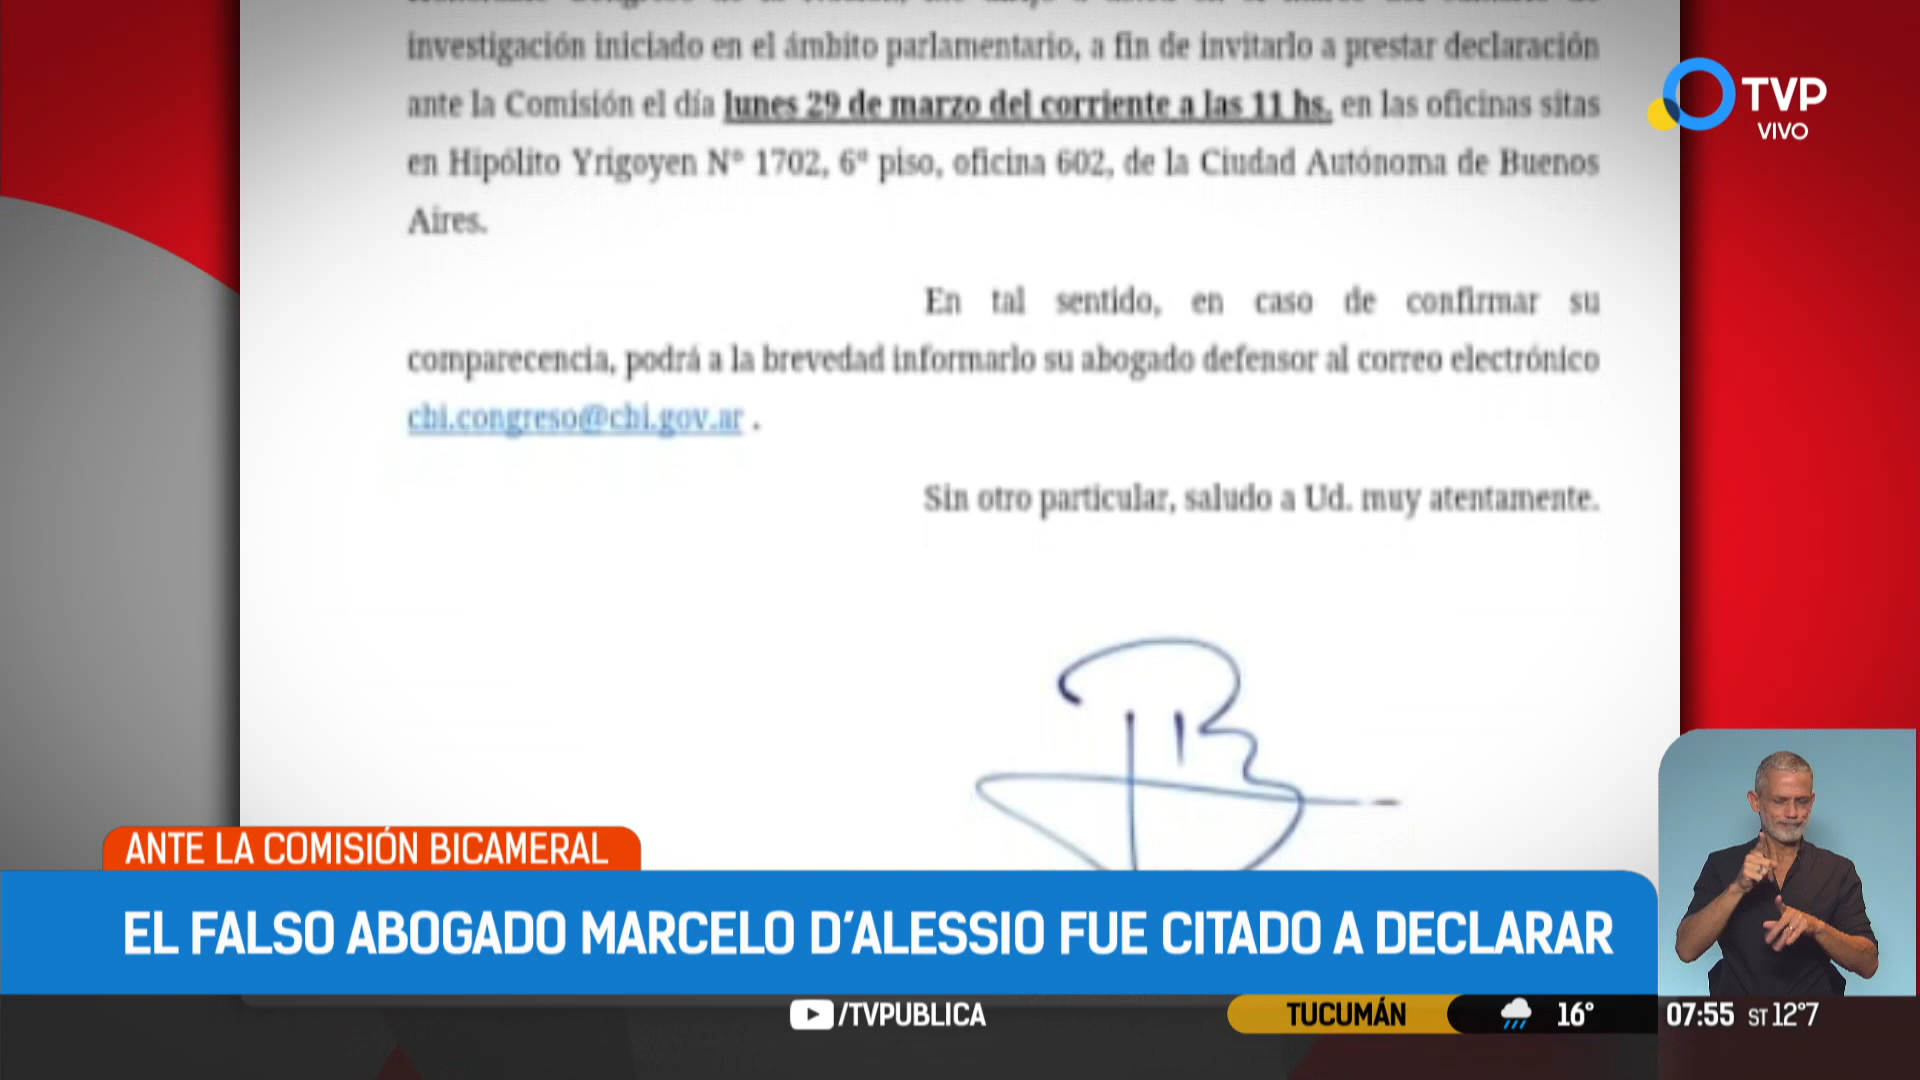 investigación iniciado en el ámbito parlamentario, a fin de invitarlo a prestar declaración
ante la Comisión el día lunes 29 de marzo del corriente a las 11 hs. en las oficinas sitas
en Hipólito Yrigoyen Nº 1702, 6º piso, oficina 602, de la Ciudad Autónoma de Buenos
Aires.
En tal sentido, en caso de confirmar su
comparecencia, podrá a la brevedad informarlo su abogado defensor al correo electrónico
cbi.congreso@cbi.gov.ar .
Sin otro particular, saludo a Ud. muy atentamente.
TVP
VIVO
ANTE LA COMISIÓN BICAMERAL
EL FALSO ABOGADO MARCELO D'ALESSIO FUE CITADO A DECLARAR
/TVPUBLICA
TUCUMÁN 16° 07:55 ST 12°7